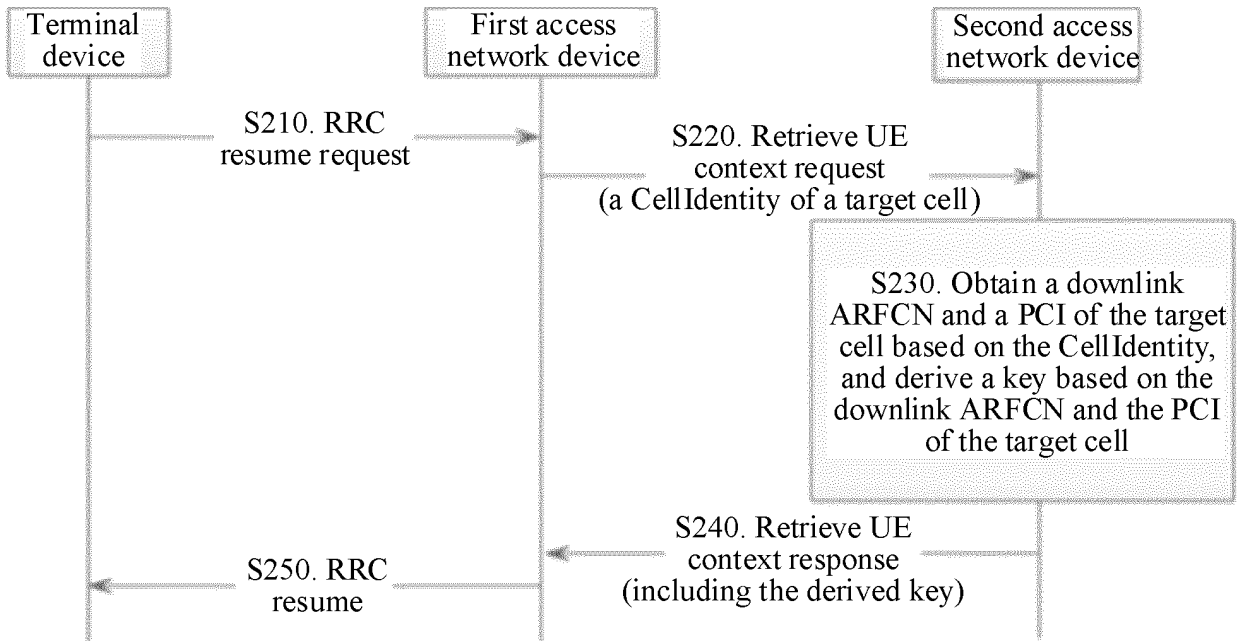 Terminal
device
First access
network device
Second access
network device
S210. RRC
resume request
S220. Retrieve UE
context request
(a CellIdentity of a target cell)
S230. Obtain a downlink
ARFCN and a PCI of the target
cell based on the CellIdentity,
and derive a key based on the
downlink ARFCN and the PCI
of the target cell
S240. Retrieve UE
context response
(including the derived key)
S250. RRC
resume